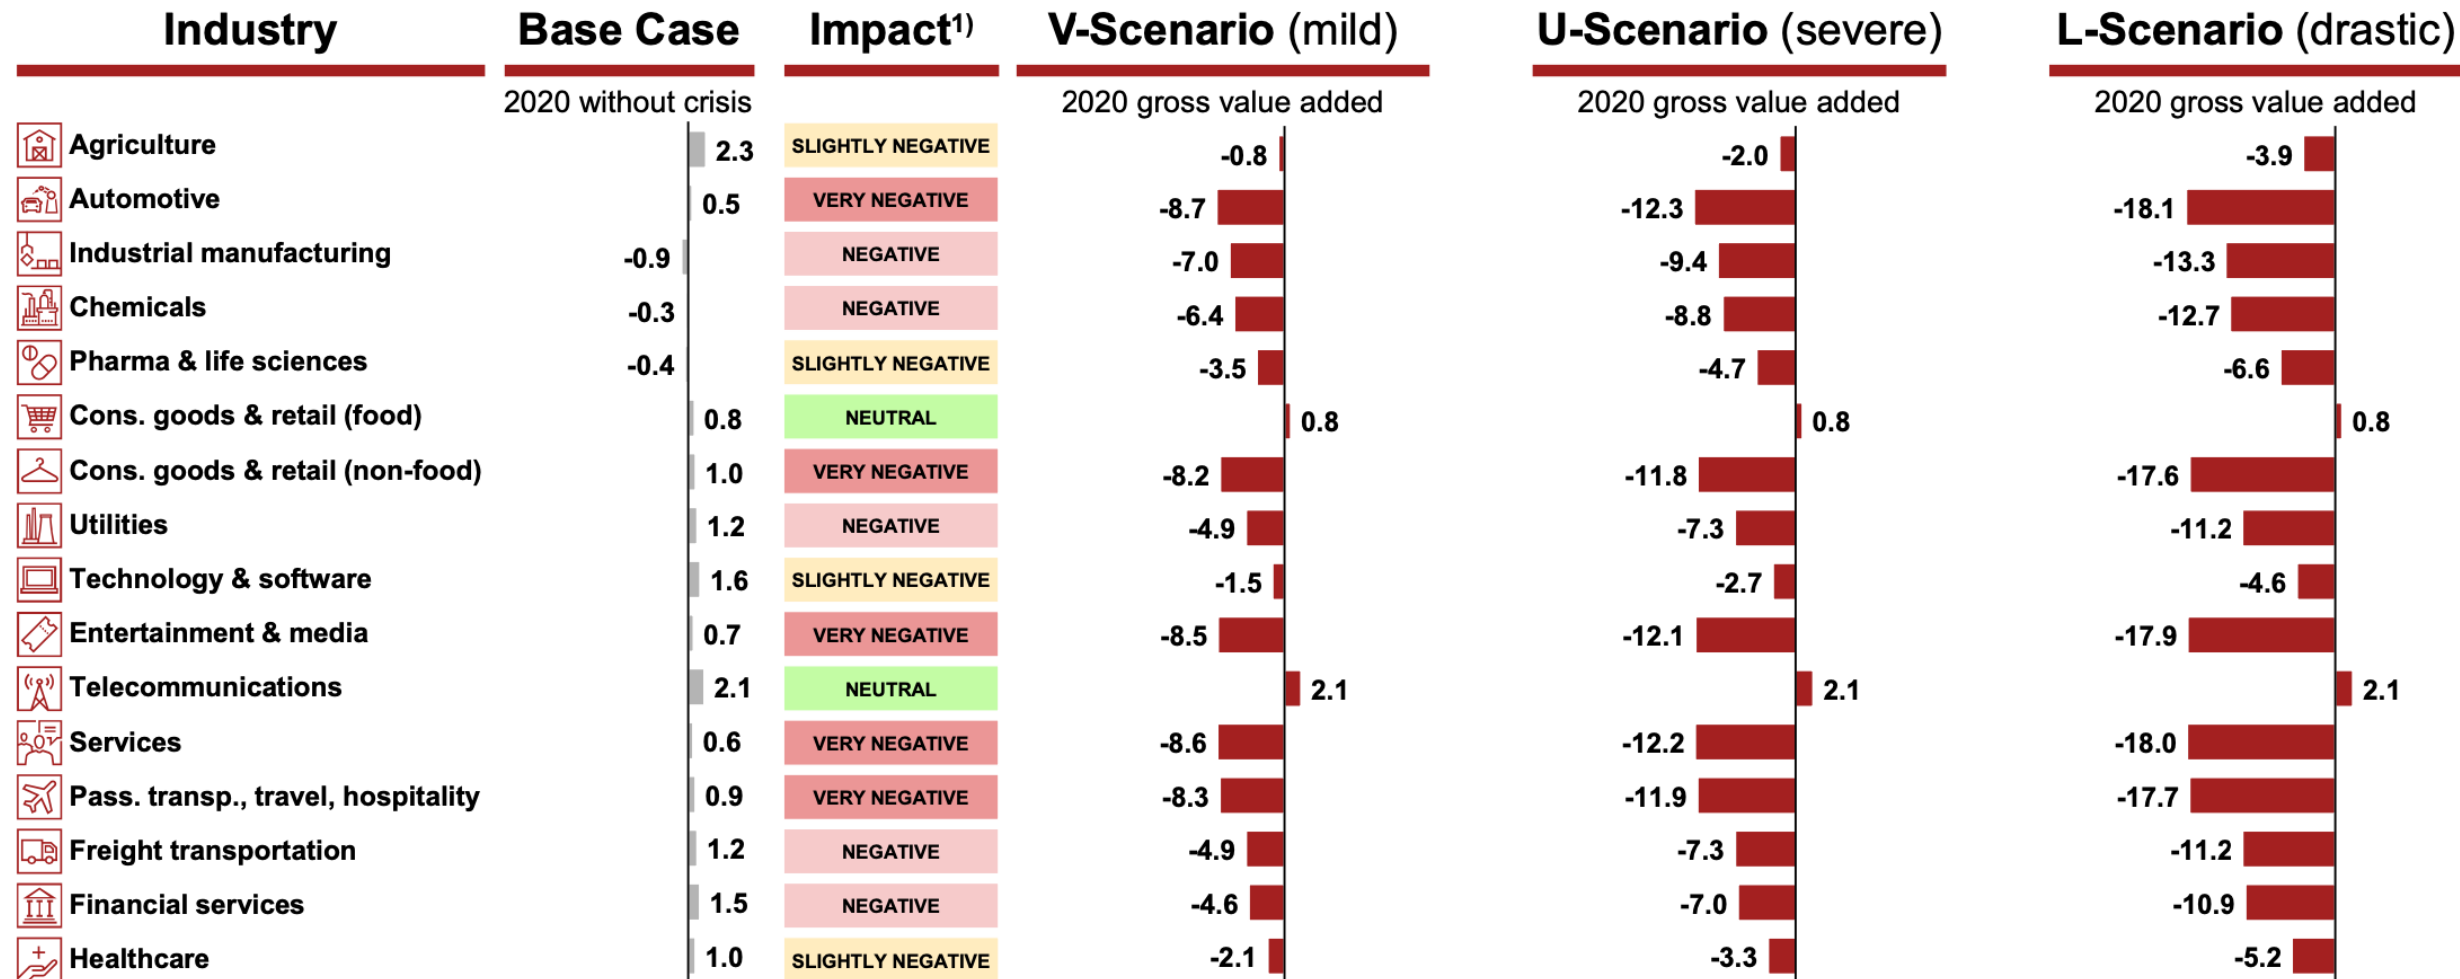 Industry Base Case Impact¹⁾ V-Scenario (mild) U-Scenario (severe) L-Scenario (drastic)
2020 without crisis 2020 gross value added 2020 gross value added 2020 gross value added
Agriculture 2.3 SLIGHTLY NEGATIVE -0.8 -2.0 -3.9
Automotive 0.5 VERY NEGATIVE -8.7 -12.3 -18.1
Industrial manufacturing -0.9 NEGATIVE -7.0 -9.4 -13.3
Chemicals -0.3 NEGATIVE -6.4 -8.8 -12.7
Pharma & life sciences -0.4 SLIGHTLY NEGATIVE -3.5 -4.7 -6.6
Cons. goods & retail (food) 0.8 NEUTRAL 0.8 0.8 0.8
Cons. goods & retail (non-food) 1.0 VERY NEGATIVE -8.2 -11.8 -17.6
Utilities 1.2 NEGATIVE -4.9 -7.3 -11.2
Technology & software 1.6 SLIGHTLY NEGATIVE -1.5 -2.7 -4.6
Entertainment & media 0.7 VERY NEGATIVE -8.5 -12.1 -17.9
Telecommunications 2.1 NEUTRAL 2.1 2.1 2.1
Services 0.6 VERY NEGATIVE -8.6 -12.2 -18.0
Pass. transp., travel, hospitality 0.9 VERY NEGATIVE -8.3 -11.9 -17.7
Freight transportation 1.2 NEGATIVE -4.9 -7.3 -11.2
Financial services 1.5 NEGATIVE -4.6 -7.0 -10.9
Healthcare 1.0 SLIGHTLY NEGATIVE -2.1 -3.3 -5.2